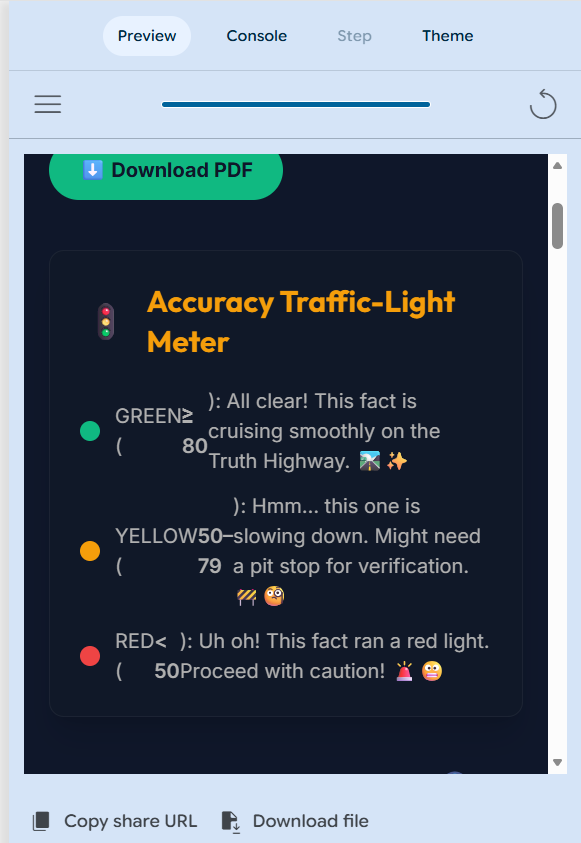 Preview Console Step Theme
⬇️ Download PDF
🚦 Accuracy Traffic-Light
Meter
GREEN (≥ 80): All clear! This fact is
cruising smoothly on the
Truth Highway. 🛣️ ✨
YELLOW (50–79): Hmm... this one is
slowing down. Might need
a pit stop for verification.
🚧 🧐
RED (< 50): Uh oh! This fact ran a red light.
Proceed with caution! 🚨 😬
Copy share URL Download file